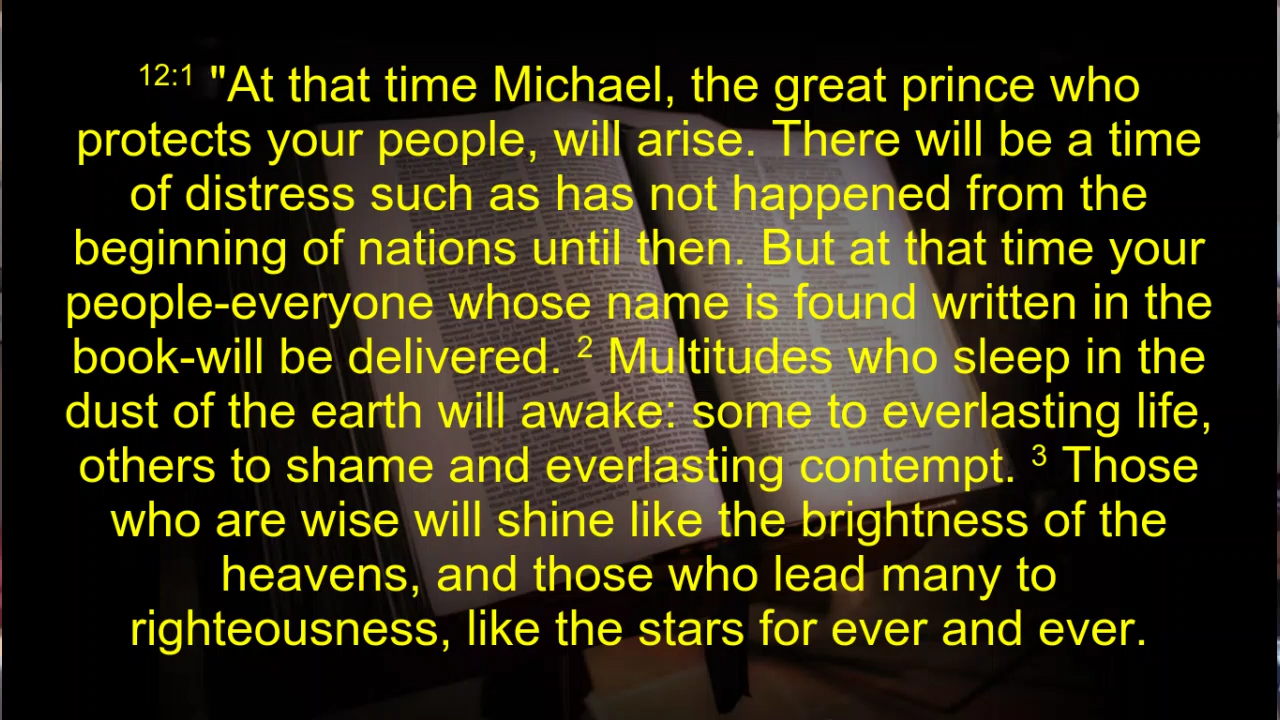 12:1 "At that time Michael, the great prince who
protects your people, will arise. There will be a time
of distress such as has not happened from the
beginning of nations until then. But at that time your
people-everyone whose name is found written in the
book-will be delivered. 2 Multitudes who sleep in the
dust of the earth will awake: some to everlasting life,
others to shame and everlasting contempt. 3 Those
who are wise will shine like the brightness of the
heavens, and those who lead many to
righteousness, like the stars for ever and ever.